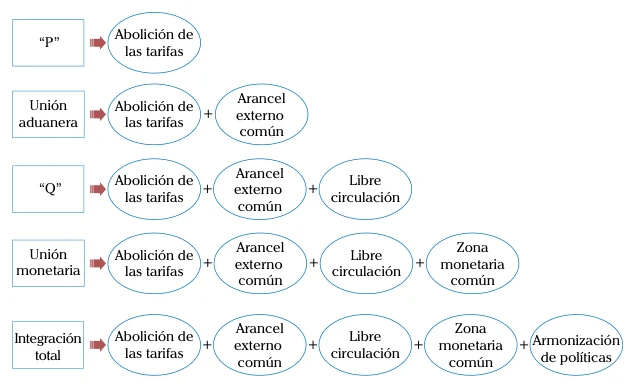 “P”
Abolición de
las tarifas
Unión
aduanera
Abolición de
las tarifas
+
Arancel
externo
común
“Q”
Abolición de
las tarifas
+
Arancel
externo
común
+
Libre
circulación
Unión
monetaria
Abolición de
las tarifas
+
Arancel
externo
común
+
Libre
circulación
+
Zona
monetaria
común
Integración
total
Abolición de
las tarifas
+
Arancel
externo
común
+
Libre
circulación
+
Zona
monetaria
común
+
Armonización
de políticas